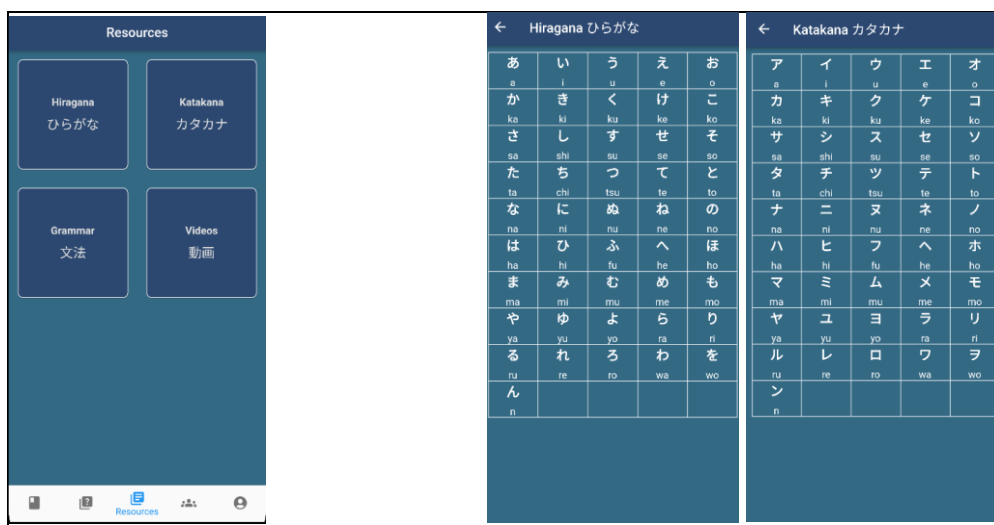 Resources
Hiragana Katakana
ひらがな カタカナ
Grammar Videos
文法 動画
Resources
Hiragana ひらがな
あ い う え お
a i u e o
か き く け こ
ka ki ku ke ko
さ し す せ そ
sa shi su se so
た ち つ て と
ta chi tsu te to
な に ぬ ね の
na ni nu ne no
は ひ ふ へ ほ
ha hi fu he ho
ま み む め も
ma mi mu me mo
や ゆ よ ら り
ya yu yo ra ri
る れ ろ わ を
ru re ro wa wo
ん
n
Katakana カタカナ
ア イ ウ エ オ
a i u e o
カ キ ク ケ コ
ka ki ku ke ko
サ シ ス セ ソ
sa shi su se so
タ チ ツ テ ト
ta chi tsu te to
ナ ニ ヌ ネ ノ
na ni nu ne no
ハ ヒ フ ヘ ホ
ha hi fu he ho
マ ミ ム メ モ
ma mi mu me mo
ヤ ユ ヨ ラ リ
ya yu yo ra ri
ル レ ロ ワ ヲ
ru re ro wa wo
ン
n